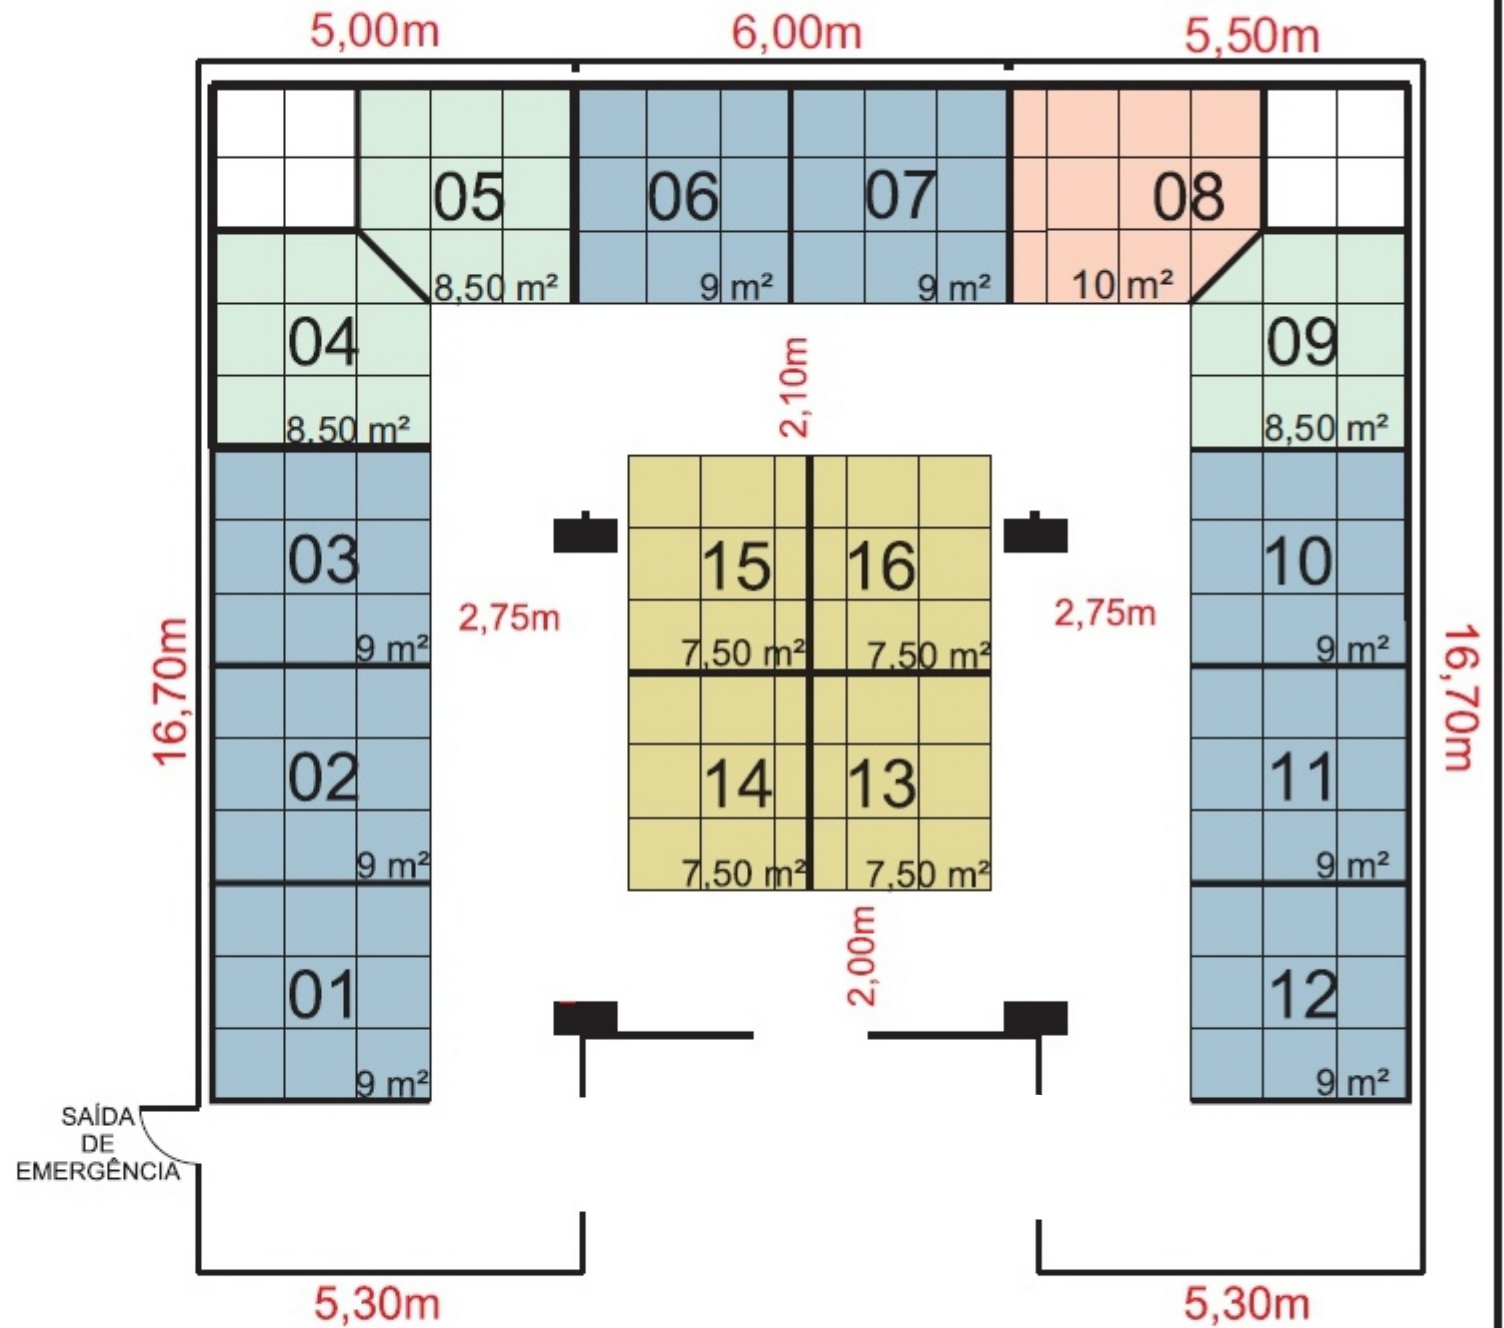 5,00m
6,00m
5,50m
05
8,50 m²
06
9 m²
07
9 m²
08
10 m²
04
8,50 m²
09
8,50 m²
2,10m
03
9 m²
15
7,50 m²
16
7,50 m²
10
9 m²
2,75m
2,75m
16,70m
16,70m
02
9 m²
14
7,50 m²
13
7,50 m²
11
9 m²
2,00m
01
9 m²
12
9 m²
SAÍDA
DE
EMERGÊNCIA
5,30m
5,30m